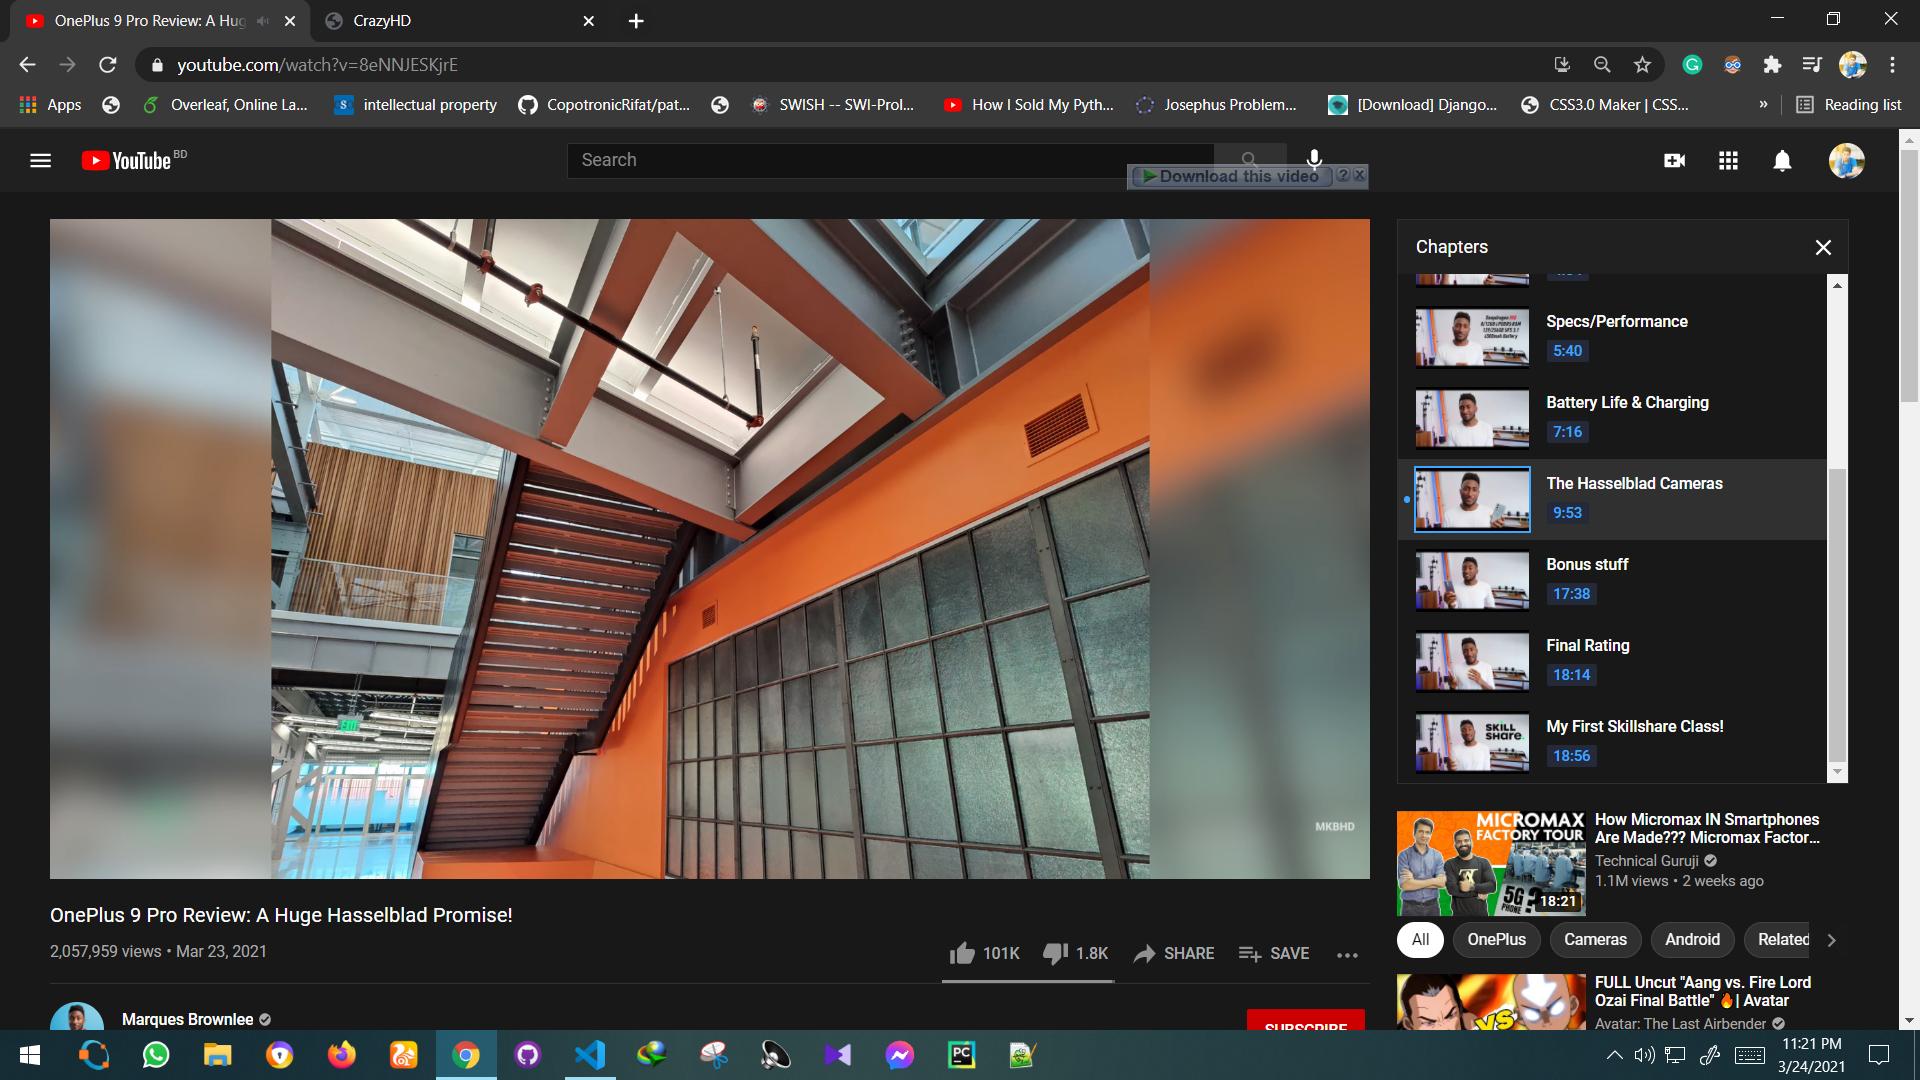 OnePlus 9 Pro Review: A Hug
CrazyHD
youtube.com/watch?v=8eNNJESKjrE
Apps
Overleaf, Online La...
intellectual property
CopotronicRifat/pat...
SWISH -- SWI-Prol...
How I Sold My Pyth...
Josephus Problem...
[Download] Django...
CSS3.0 Maker | CSS...
»
Reading list
YouTube BD
Search
Download this video
EXIT
MKBHD
Chapters
Specs/Performance
5:40
Battery Life & Charging
7:16
The Hasselblad Cameras
9:53
Bonus stuff
17:38
Final Rating
18:14
SKILL
SHARE.
My First Skillshare Class!
18:56
MICROMAX
FACTORY TOUR
5G
PHONE
?
18:21
How Micromax IN Smartphones
Are Made??? Micromax Factor...
Technical Guruji
1.1M views • 2 weeks ago
All
OnePlus
Cameras
Android
Related
VS
FULL Uncut "Aang vs. Fire Lord
Ozai Final Battle" 🔥| Avatar
Avatar: The Last Airbender
OnePlus 9 Pro Review: A Huge Hasselblad Promise!
2,057,959 views • Mar 23, 2021
101K
1.8K
SHARE
SAVE
Marques Brownlee
SUBSCRIBE
PC
11:21 PM
3/24/2021